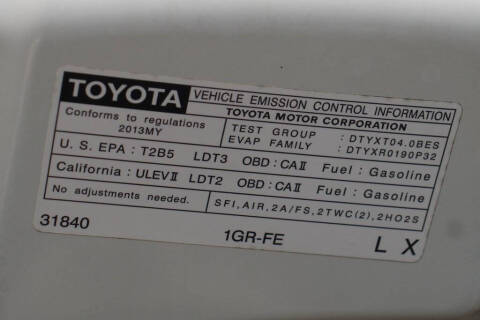 TOYOTA VEHICLE EMISSION CONTROL INFORMATION
TOYOTA MOTOR CORPORATION
Conforms to regulations
2013MY
TEST GROUP : DTYXT04.0BES
EVAP FAMILY : DTYXR0190P32
U. S. EPA : T2B5 LDT3 OBD : CAII Fuel : Gasoline
California : ULEVII LDT2 OBD : CAII Fuel : Gasoline
No adjustments needed.
SFI,AIR,2A/FS,2TWC(2),2HO2S
31840 1GR-FE L X